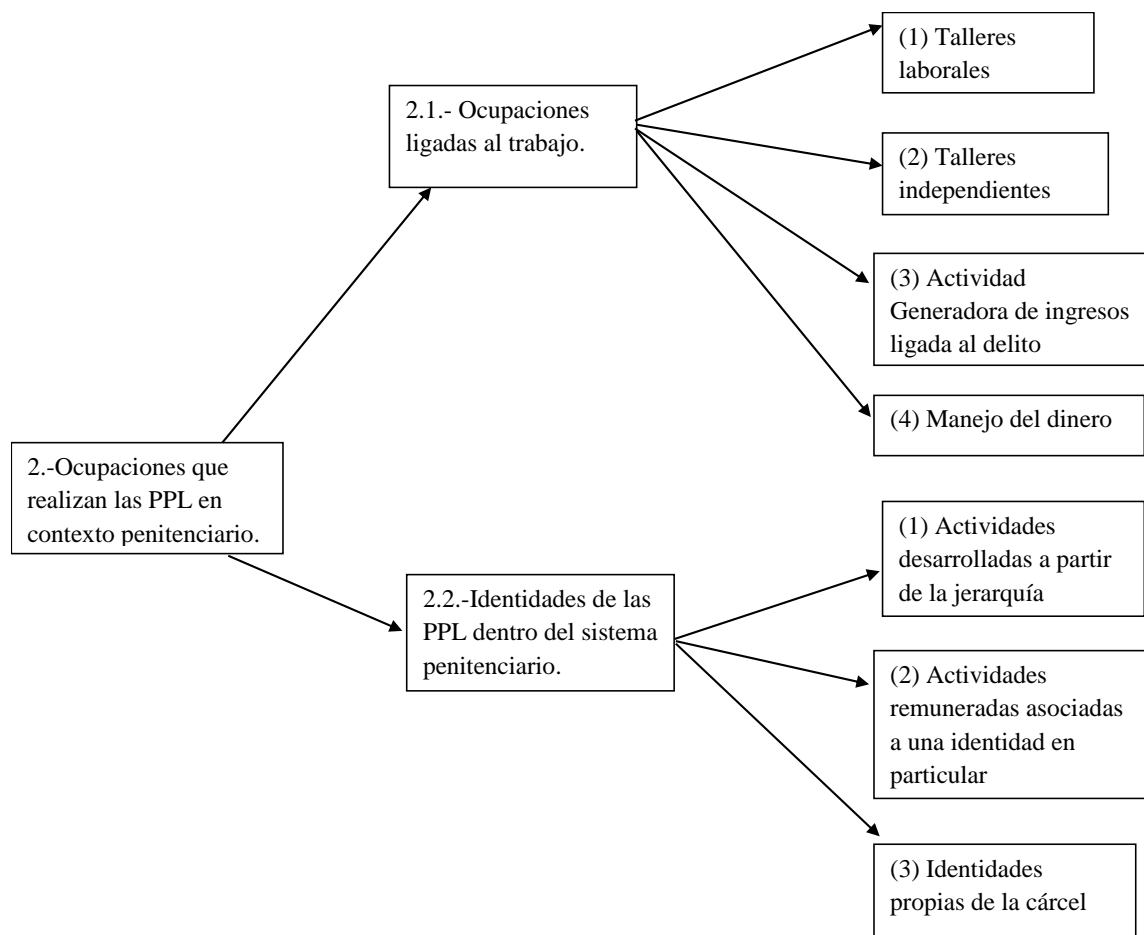 2.-Ocupaciones que
realizan las PPL en
contexto penitenciario.
2.1.- Ocupaciones
ligadas al trabajo.
(1) Talleres
laborales
(2) Talleres
independientes
(3) Actividad
Generadora de ingresos
ligada al delito
(4) Manejo del dinero
2.2.-Identidades de las
PPL dentro del sistema
penitenciario.
(1) Actividades
desarrolladas a partir
de la jerarquía
(2) Actividades
remuneradas asociadas
a una identidad en
particular
(3) Identidades
propias de la cárcel